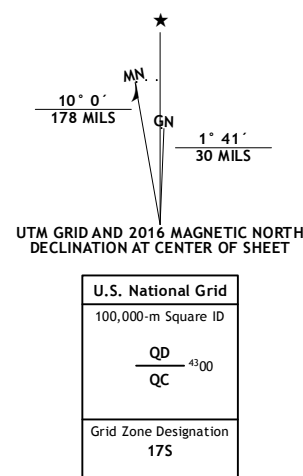 ★
MN
GN
10° 0´
178 MILS
1° 41´
30 MILS
UTM GRID AND 2016 MAGNETIC NORTH
DECLINATION AT CENTER OF SHEET
U.S. National Grid
100,000-m Square ID
QD
⁴³00
QC
Grid Zone Designation
17S